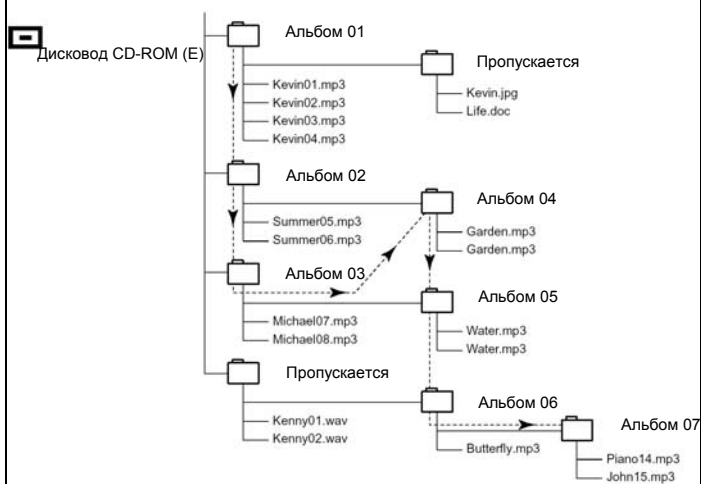 Дисковод CD-ROM (E)
Альбом 01
Kevin01.mp3
Kevin02.mp3
Kevin03.mp3
Kevin04.mp3
Пропускается
Kevin.jpg
Life.doc
Альбом 02
Summer05.mp3
Summer06.mp3
Альбом 04
Garden.mp3
Garden.mp3
Альбом 03
Michael07.mp3
Michael08.mp3
Альбом 05
Water.mp3
Water.mp3
Пропускается
Kenny01.wav
Kenny02.wav
Альбом 06
Butterfly.mp3
Альбом 07
Piano14.mp3
John15.mp3